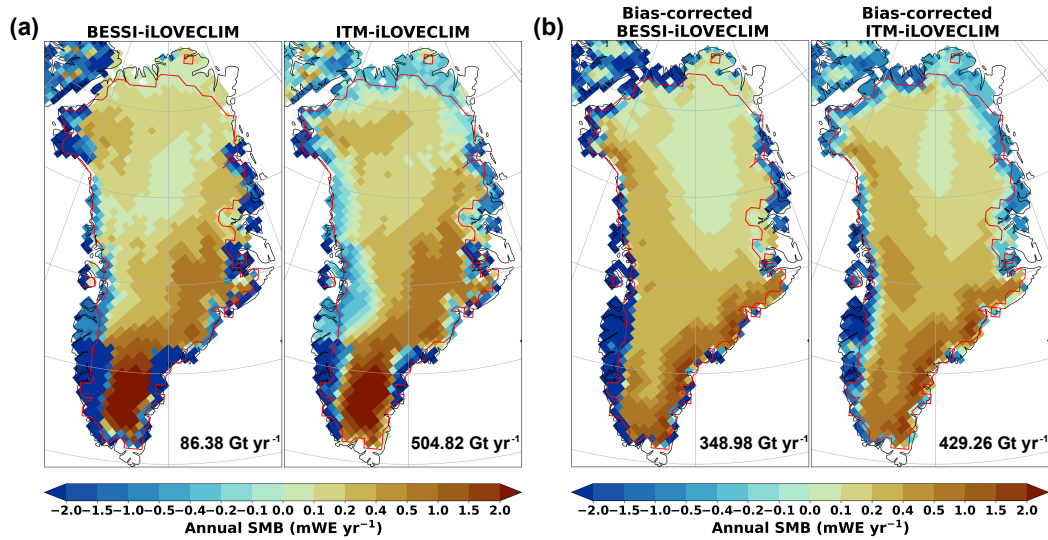 (a)
BESSI-iLOVECLIM
ITM-iLOVECLIM
86.38 Gt yr⁻¹
504.82 Gt yr⁻¹
−2.0 −1.5 −1.0 −0.5 −0.4 −0.2 −0.1 0.0 0.1 0.2 0.4 0.5 1.0 1.5 2.0
Annual SMB (mWE yr⁻¹)
(b)
Bias-corrected
BESSI-iLOVECLIM
Bias-corrected
ITM-iLOVECLIM
348.98 Gt yr⁻¹
429.26 Gt yr⁻¹
−2.0 −1.5 −1.0 −0.5 −0.4 −0.2 −0.1 0.0 0.1 0.2 0.4 0.5 1.0 1.5 2.0
Annual SMB (mWE yr⁻¹)